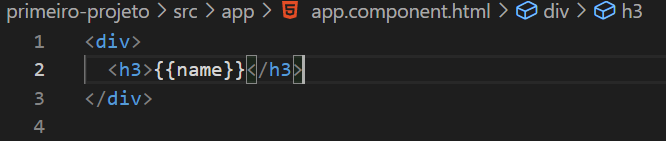 primeiro-projeto > src > app > app.component.html > div > h3
1 <div>
2   <h3>{{name}}</h3>
3 </div>
4